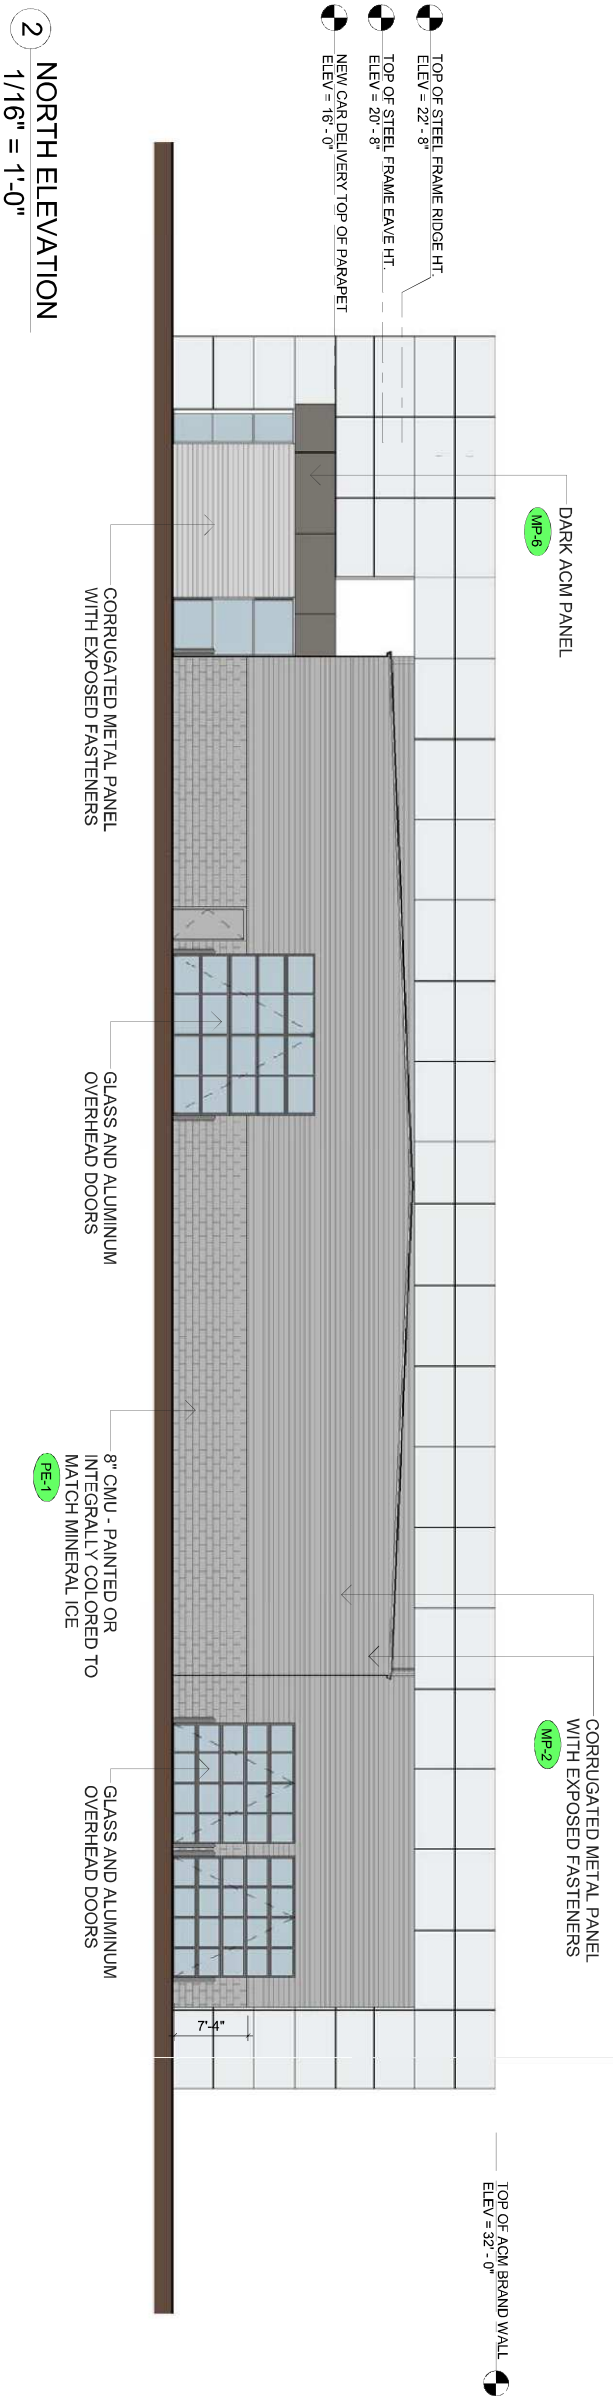 TOP OF STEEL FRAME RIDGE HT.
ELEV = 22' - 8"
TOP OF STEEL FRAME EAVE HT.
ELEV = 20' - 8"
NEW CAR DELIVERY TOP OF PARAPET
ELEV = 16' - 0"
DARK ACM PANEL
MP-6
CORRUGATED METAL PANEL
WITH EXPOSED FASTENERS
MP-2
TOP OF ACM BRAND WALL
ELEV = 32' - 0"
7'-4"
CORRUGATED METAL PANEL
WITH EXPOSED FASTENERS
GLASS AND ALUMINUM
OVERHEAD DOORS
8" CMU - PAINTED OR
INTEGRALLY COLORED TO
MATCH MINERAL ICE
PE-1
GLASS AND ALUMINUM
OVERHEAD DOORS
2
NORTH ELEVATION
1/16" = 1'-0"